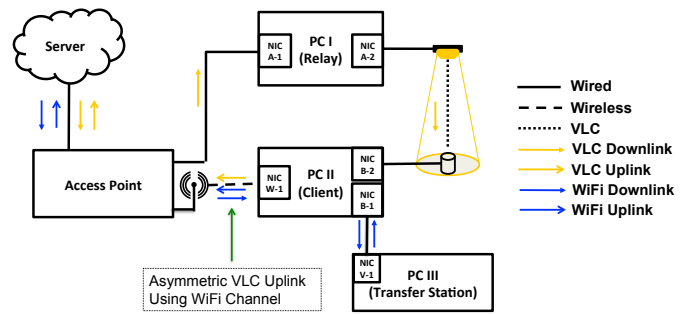 Server
Access Point
NIC
A-1
PC I
(Relay)
NIC
A-2
NIC
W-1
PC II
(Client)
NIC
B-2
NIC
B-1
NIC
V-1
PC III
(Transfer Station)
Asymmetric VLC Uplink
Using WiFi Channel
Wired
Wireless
VLC
VLC Downlink
VLC Uplink
WiFi Downlink
WiFi Uplink